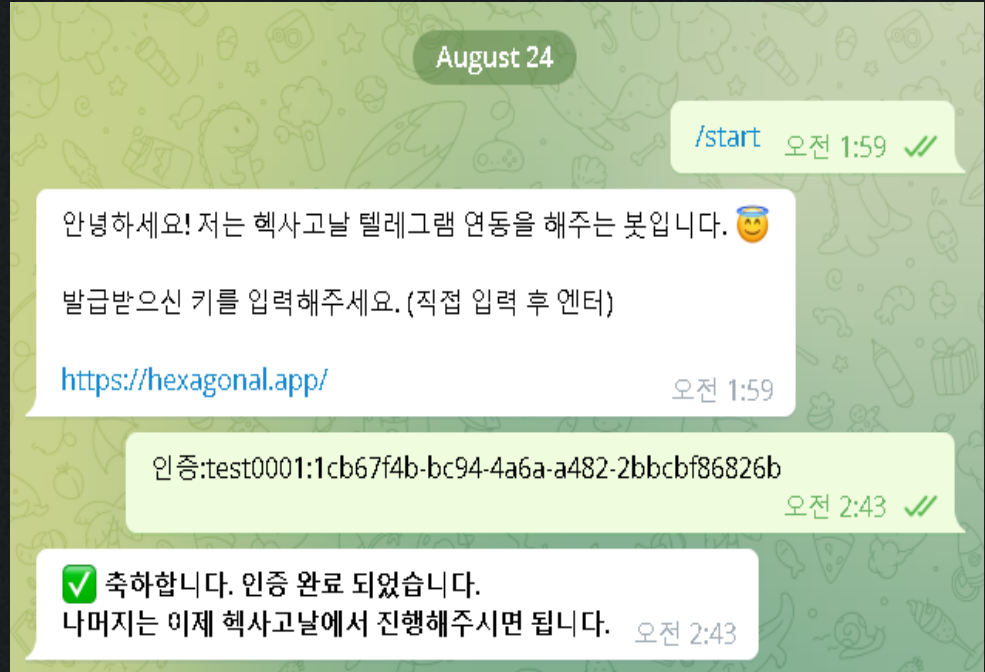 August 24
/start 오전 1:59
안녕하세요! 저는 헥사고날 텔레그램 연동을 해주는 봇입니다. 😇
발급받으신 키를 입력해주세요. (직접 입력 후 엔터)
https://hexagonal.app/
오전 1:59
인증:test0001:1cb67f4b-bc94-4a6a-a482-2bbcbf86826b
오전 2:43
✅ 축하합니다. 인증 완료 되었습니다.
나머지는 이제 헥사고날에서 진행해주시면 됩니다. 오전 2:43